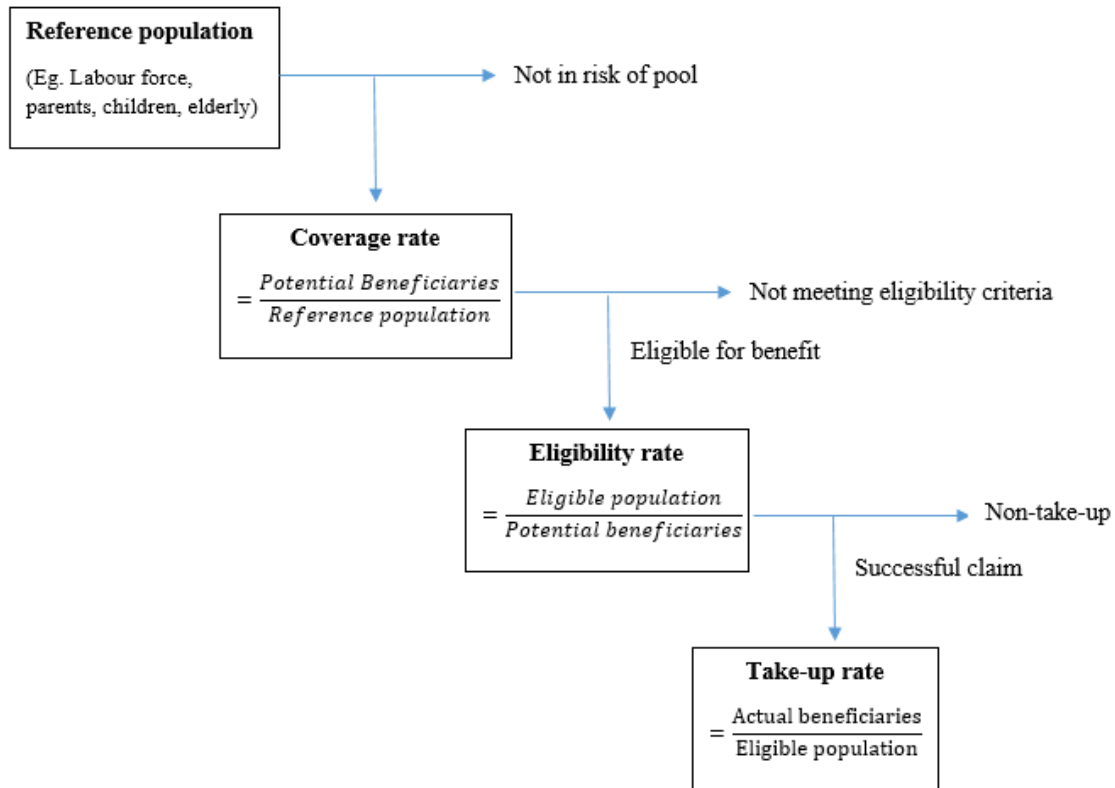 Reference population
(Eg. Labour force,
parents, children, elderly)
Not in risk of pool
Coverage rate
= Potential Beneficiaries
Reference population
Not meeting eligibility criteria
Eligible for benefit
Eligibility rate
= Eligible population
Potential beneficiaries
Non-take-up
Successful claim
Take-up rate
= Actual beneficiaries
Eligible population